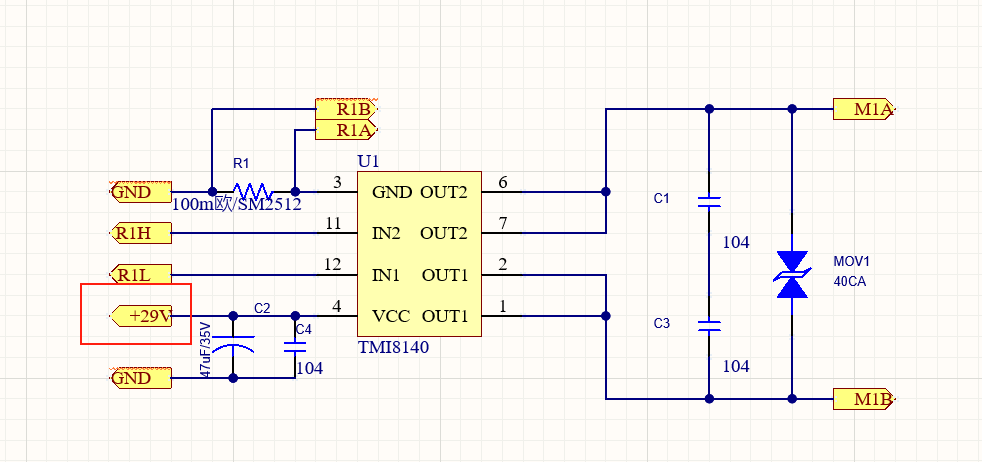 R1B
R1A
M1A
R1
U1
GND
100m欧/SM2512
3
GND OUT2
6
R1H
11
IN2 OUT2
7
C1
104
R1L
12
IN1 OUT1
2
MOV1
40CA
+29V
C2
4
VCC OUT1
1
C3
47uF/35V
C4
104
TMI8140
104
GND
M1B